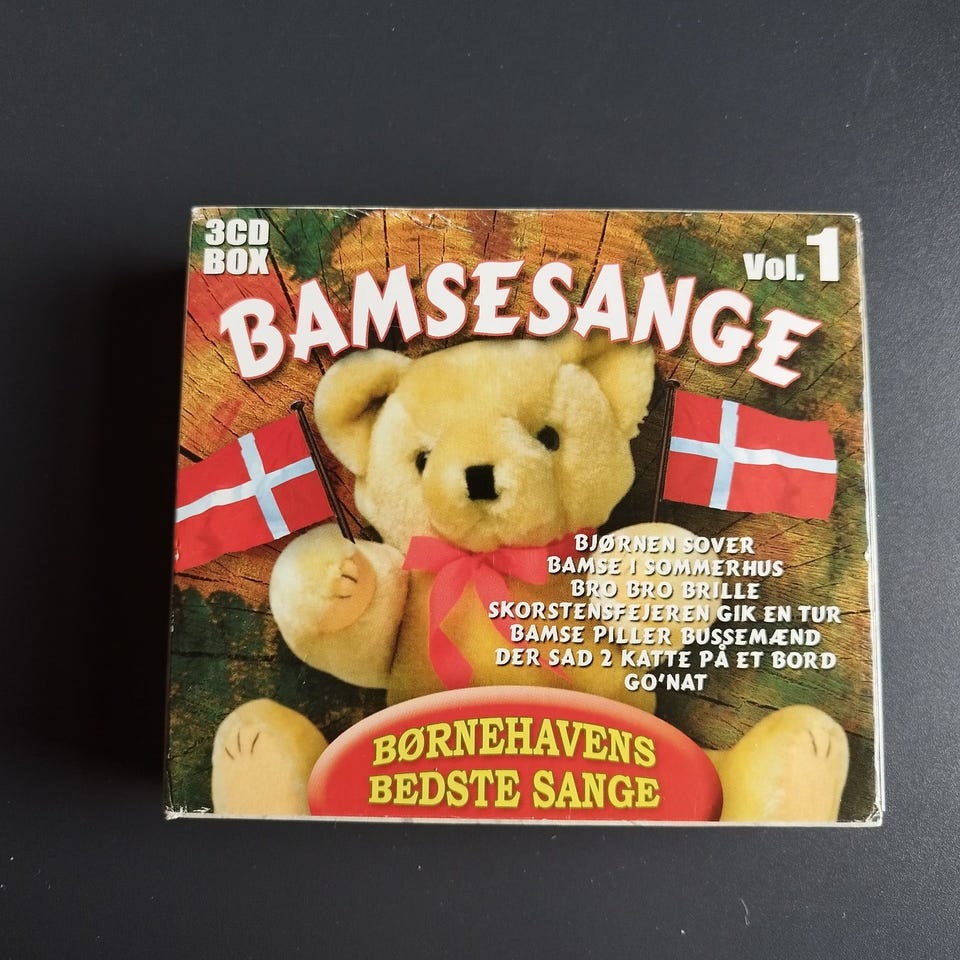 3CD
BOX
Vol. 1
BAMSESANGE
BJØRNEN SOVER
BAMSE I SOMMERHUS
BRO BRO BRILLE
SKORSTENSFEJEREN GIK EN TUR
BAMSE PILLER BUSSEMÆND
DER SAD 2 KATTE PÅ ET BORD
GO'NAT
BØRNEHAVENS
BEDSTE SANGE